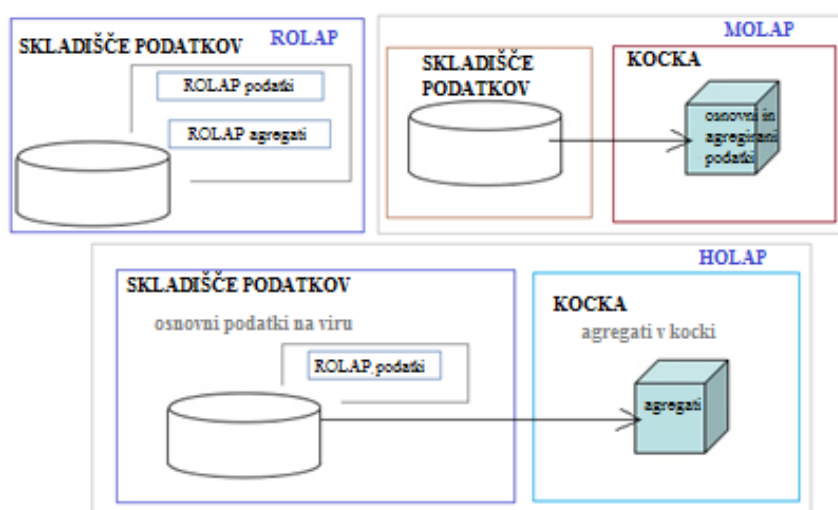 SKLADIŠČE PODATKOV
ROLAP
ROLAP podatki
ROLAP agregati
MOLAP
SKLADIŠČE
PODATKOV
KOCKA
osnovni in
agregirani
podatki
HOLAP
SKLADIŠČE PODATKOV
osnovni podatki na viru
ROLAP podatki
KOCKA
agregati v kocki
agregati